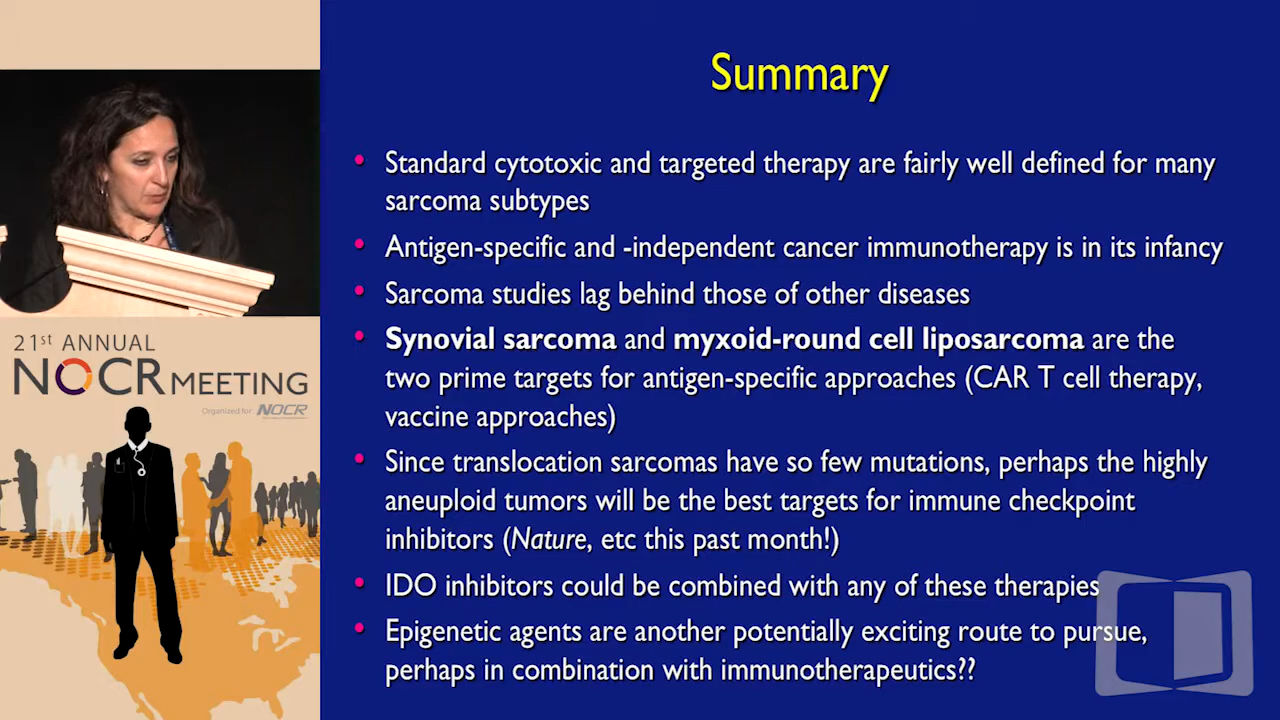 Summary
• Standard cytotoxic and targeted therapy are fairly well defined for many
sarcoma subtypes
• Antigen-specific and -independent cancer immunotherapy is in its infancy
• Sarcoma studies lag behind those of other diseases
• Synovial sarcoma and myxoid-round cell liposarcoma are the
two prime targets for antigen-specific approaches (CAR T cell therapy,
vaccine approaches)
• Since translocation sarcomas have so few mutations, perhaps the highly
aneuploid tumors will be the best targets for immune checkpoint
inhibitors (Nature, etc this past month!)
• IDO inhibitors could be combined with any of these therapies
• Epigenetic agents are another potentially exciting route to pursue,
perhaps in combination with immunotherapeutics??
21st ANNUAL
NOCR MEETING
Organized for NOCR